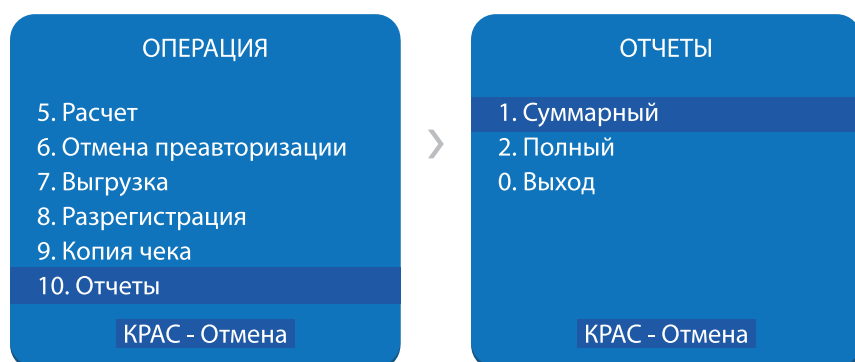 ОПЕРАЦИЯ
5. Расчет
6. Отмена преавторизации
7. Выгрузка
8. Разрегистрация
9. Копия чека
10. Отчеты
КРАС - Отмена
ОТЧЕТЫ
1. Суммарный
2. Полный
0. Выход
КРАС - Отмена